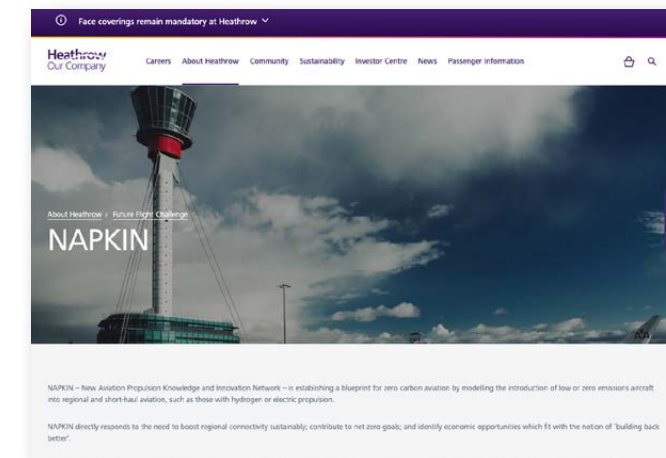 Face coverings remain mandatory at Heathrow
Heathrow
Our Company
Careers About Heathrow Community Sustainability Investor Centre News Passenger Information
About Heathrow / Future Flight Challenge
NAPKIN
NAPKIN – New Aviation Propulsion Knowledge and Innovation Network – is establishing a blueprint for zero carbon aviation by modelling the introduction of low or zero emissions aircraft
into regional and short-haul aviation, such as those with hydrogen or electric propulsion.
NAPKIN directly responds to the need to boost regional connectivity sustainably; contribute to net zero goals; and identify economic opportunities which fit with the notion of 'building back
better'.